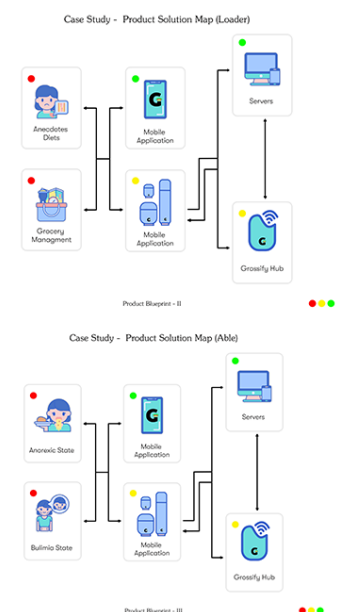 Case Study - Product Solution Map (Loader)
Anecdotes
Diets
Mobile
Application
Servers
Grocery
Managment
Mobile
Application
Grossify Hub
G
G
Product Blueprint - II
Case Study - Product Solution Map (Able)
Anorexic State
Mobile
Application
Servers
Bulimia State
Mobile
Application
Grossify Hub
G
G
Product Blueprint - III